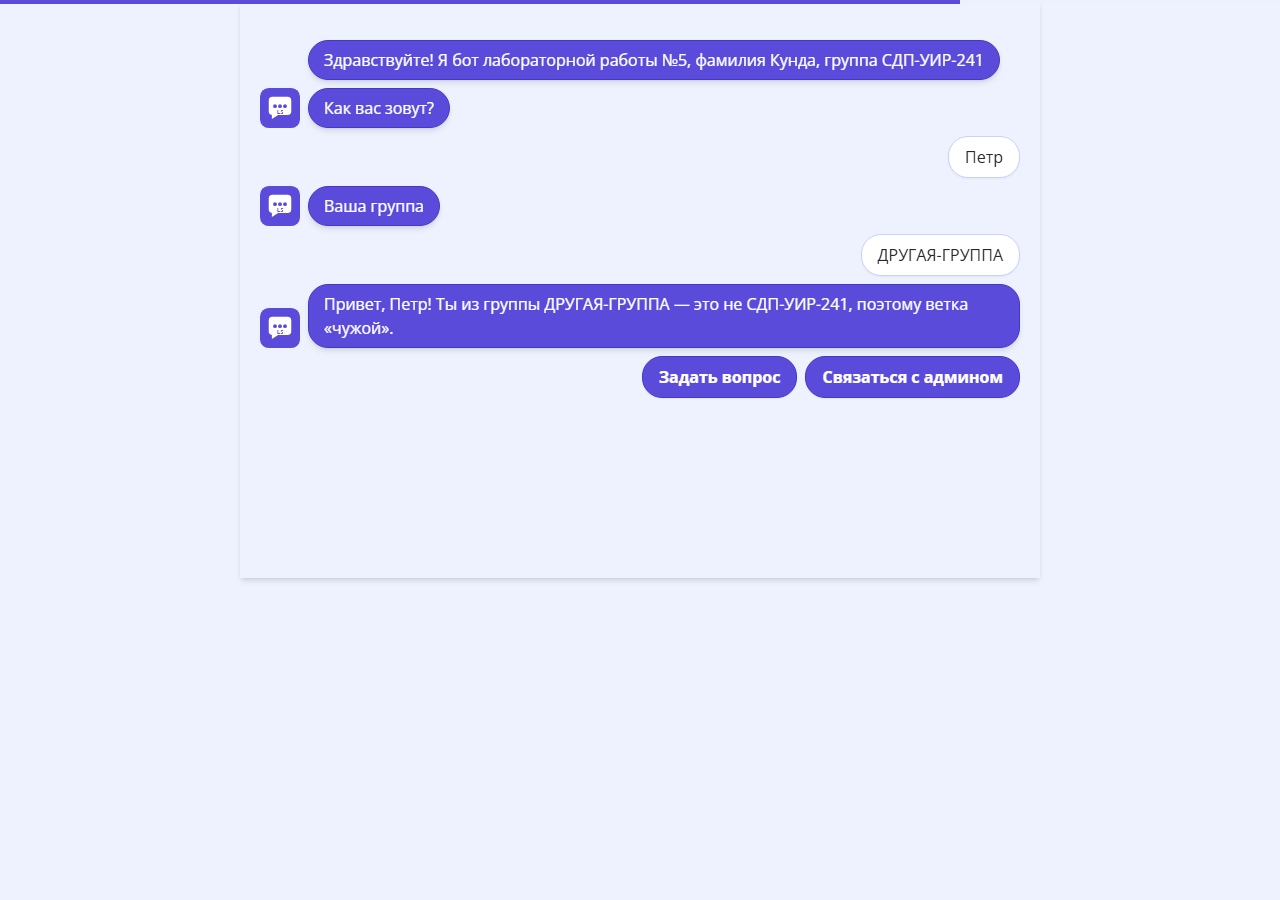 Здравствуйте! Я бот лабораторной работы №5, фамилия Кунда, группа СДП-УИР-241
Как вас зовут?
Петр
Ваша группа
ДРУГАЯ-ГРУППА
Привет, Петр! Ты из группы ДРУГАЯ-ГРУППА — это не СДП-УИР-241, поэтому ветка
«чужой».
Задать вопрос
Связаться с админом